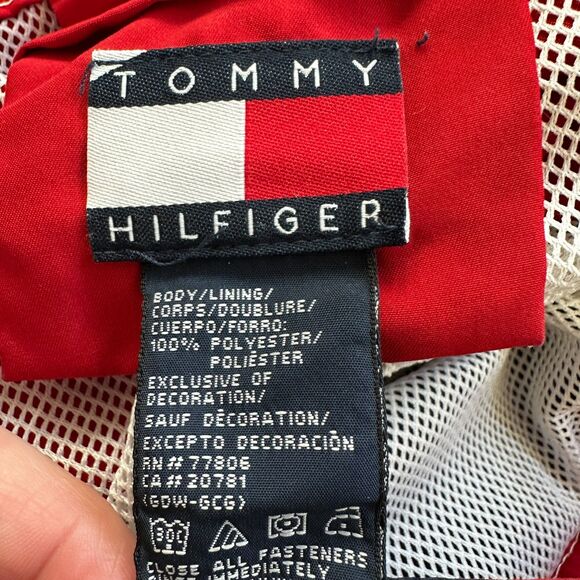 TOMMY
HILFIGER
BODY/LINING/
CORPS/DOUBLURE/
CUERPO/FORRO:
100% POLYESTER/
POLIÉSTER
EXCLUSIVE OF
DECORATION/
SAUF DÉCORATION/
EXCEPTO DECORACIÓN
RN# 77806
CA# 20781
(GDW-GCG)
CLOSE ALL FASTENERS
IMMEDIATELY